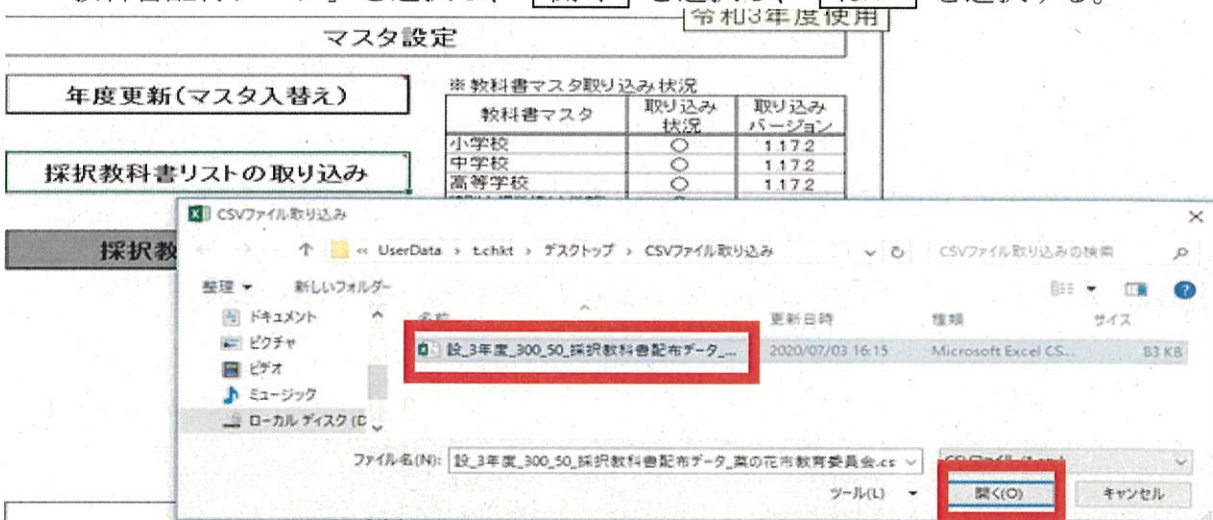 令和3年度使用
マスタ設定
年度更新(マスタ入替え)
※教科書マスタ取り込み状況
教科書マスタ 取り込み状況 取り込みバージョン
小学校 ○ 1.17.2
中学校 ○ 1.17.2
高等学校 ○ 1.17.2
採択教科書リストの取り込み
採択教
CSVファイル取り込み
« UserData › t.chkt › デスクトップ › CSVファイル取り込み
CSVファイル取り込みの検索
整理 新しいフォルダー
名前 更新日時 種類 サイズ
ドキュメント
ピクチャ
ビデオ
ミュージック
ローカル ディスク (D
設_3年度_300_50_採択教科書配布データ_... 2020/07/03 16:15 Microsoft Excel CS... 83 KB
ファイル名(N): 設_3年度_300_50_採択教科書配布データ_菜の花市教育委員会.cs
ツール(L) 開く(O) キャンセル